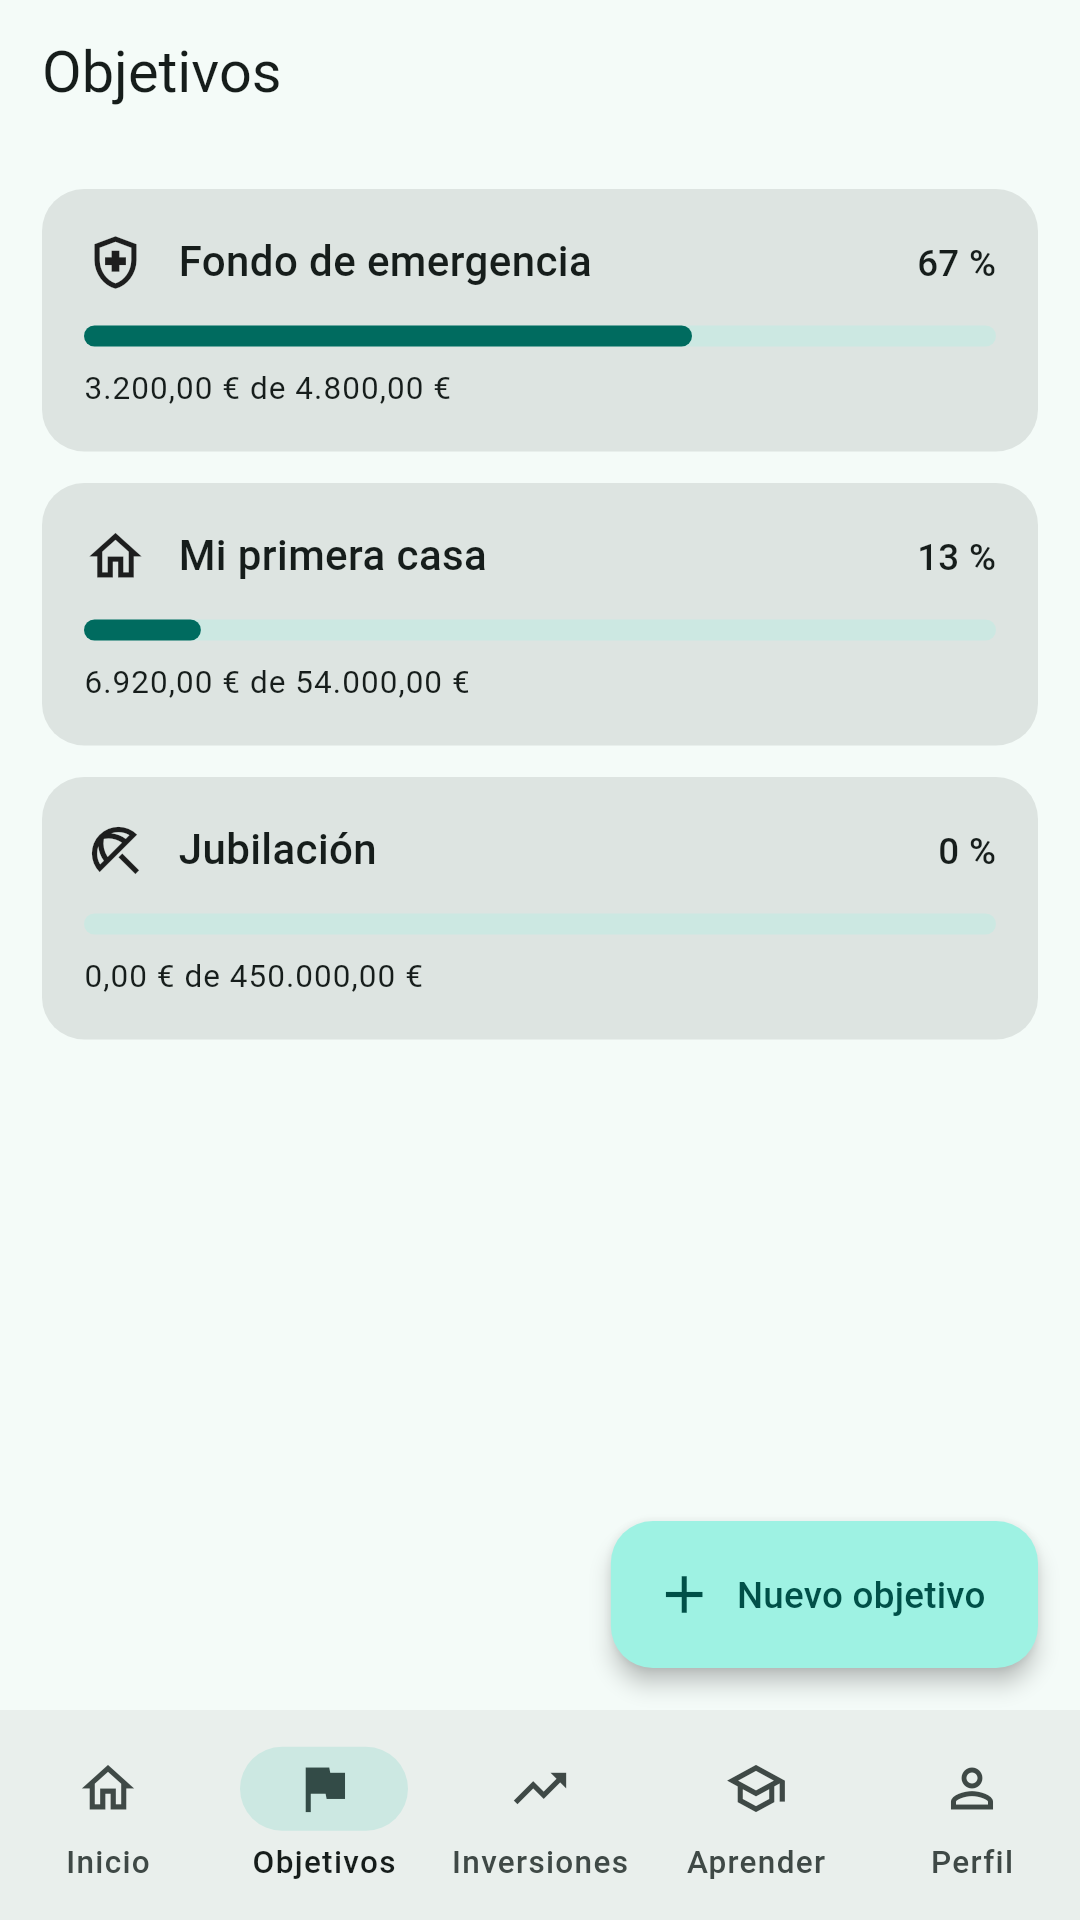 Objetivos
Fondo de emergencia 67 %
3.200,00 € de 4.800,00 €
Mi primera casa 13 %
6.920,00 € de 54.000,00 €
Jubilación 0 %
0,00 € de 450.000,00 €
Nuevo objetivo
Inicio Objetivos Inversiones Aprender Perfil